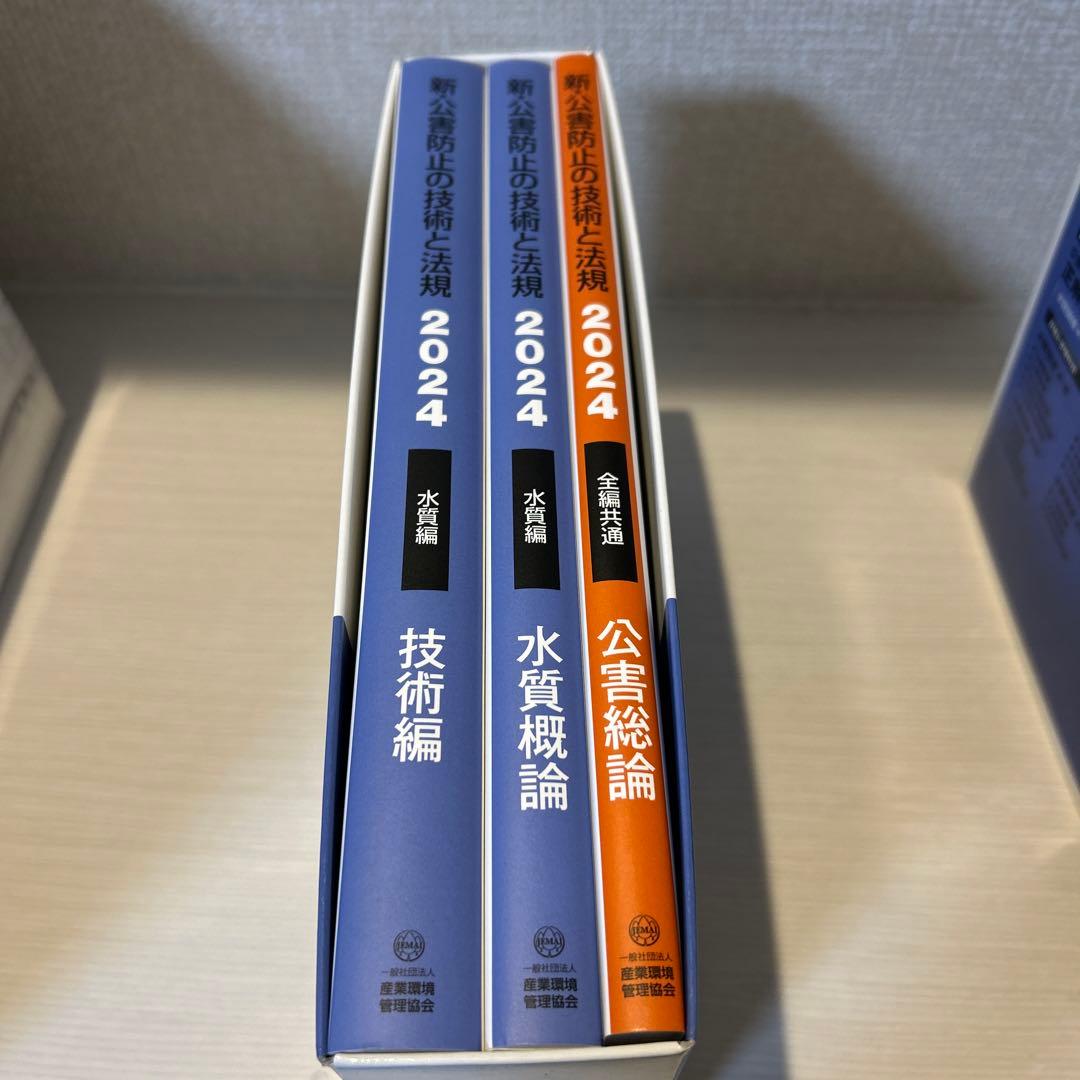 新・公害防止の技術と法規
2024
水質編
技術編
JEMAI
一般社団法人
産業環境
管理協会
新・公害防止の技術と法規
2024
水質編
水質概論
JEMAI
一般社団法人
産業環境
管理協会
新・公害防止の技術と法規
2024
全編共通
公害総論
JEMAI
一般社団法人
産業環境
管理協会